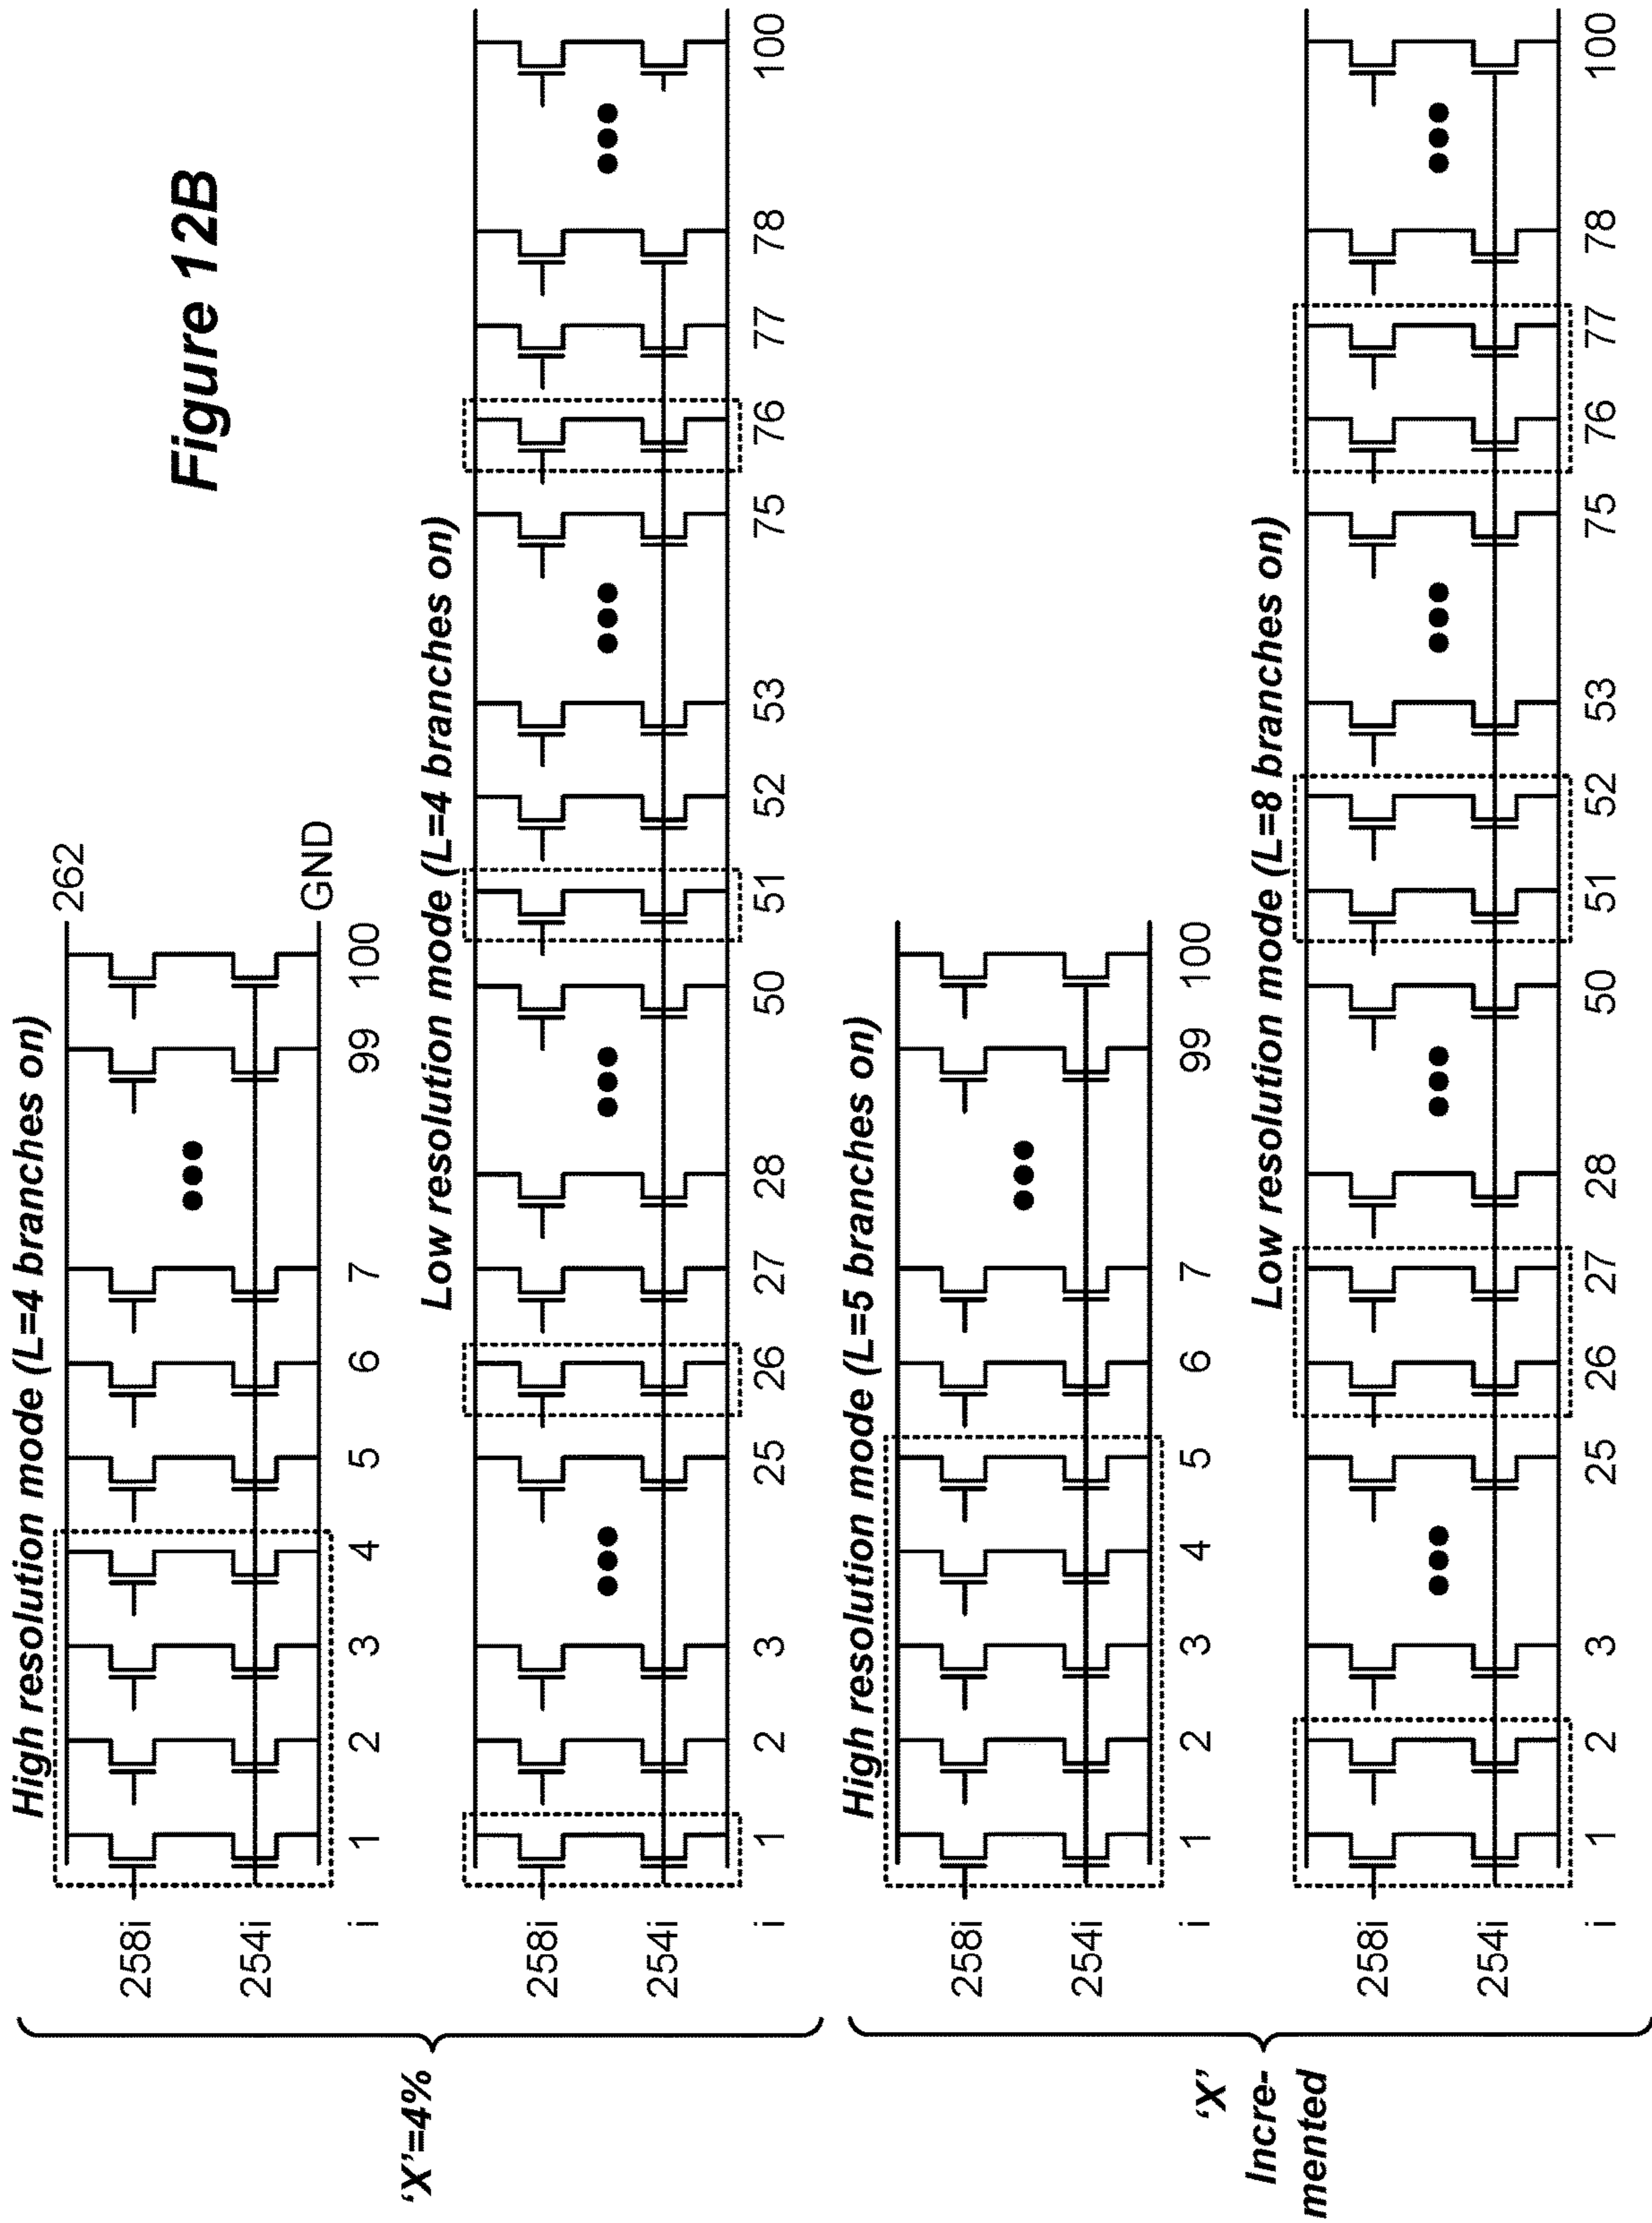 Figure 12B
'X'=4%
High resolution mode (L=4 branches on)
262
258i
254i
GND
i 1 2 3 4 5 6 7 99 100
Low resolution mode (L=4 branches on)
258i
254i
i 1 2 3 25 26 27 28 50 51 52 53 75 76 77 78 100
'X'
Incre-
mented
High resolution mode (L=5 branches on)
258i
254i
i 1 2 3 4 5 6 7 99 100
Low resolution mode (L=8 branches on)
258i
254i
i 1 2 3 25 26 27 28 50 51 52 53 75 76 77 78 100